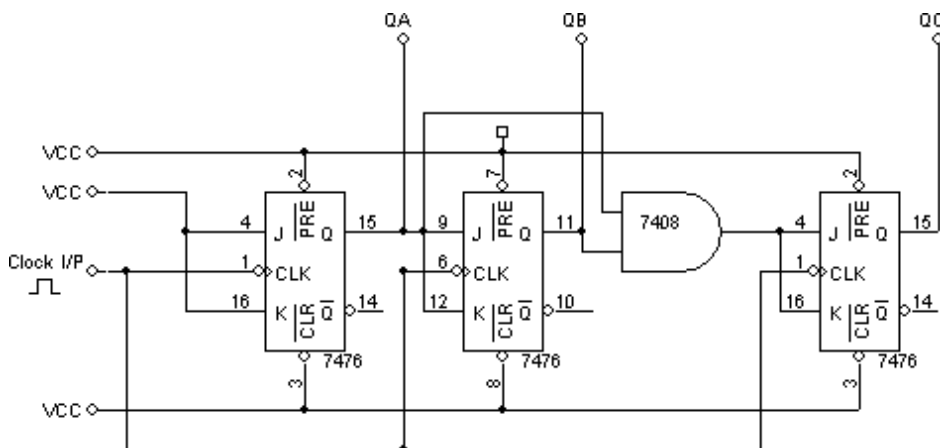 QA QB QC
VCC
2 7 2
VCC
4 J PRE Q 15 9 J PRE Q 11 7408 4 J PRE Q 15
Clock I/P 1 CLK 6 CLK 1 CLK
16 K CLR Q 14 12 K CLR Q 10 16 K CLR Q 14
7476 7476 7476
3 8 3
VCC